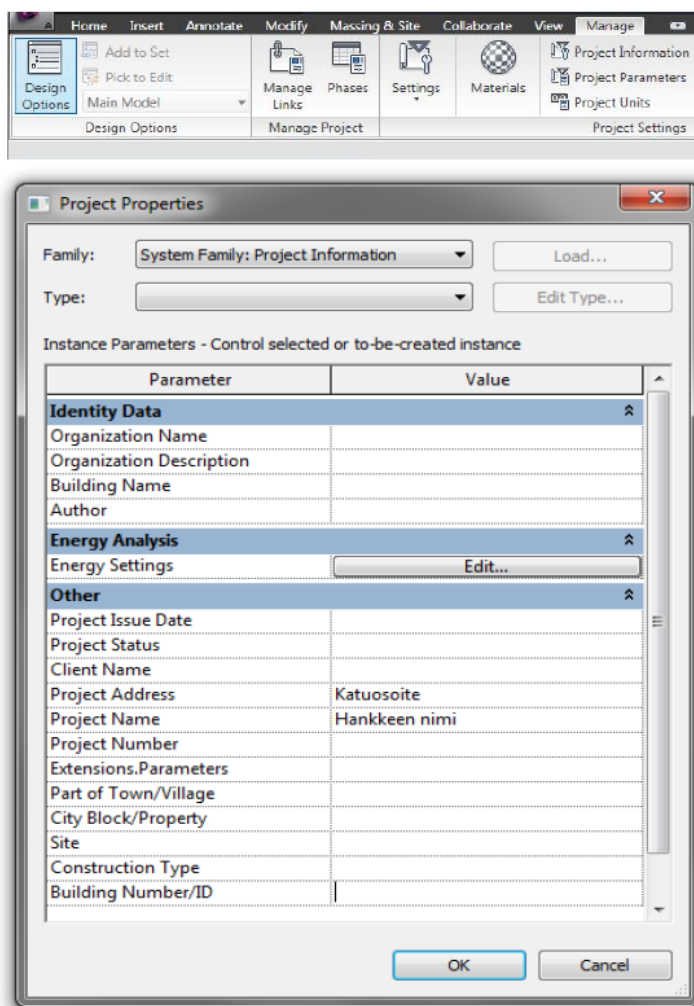 Home Insert Annotate Modify Massing & Site Collaborate View Manage
Design Options
Add to Set
Pick to Edit
Main Model
Manage Links
Phases
Settings
Materials
Project Information
Project Parameters
Project Units
Design Options Manage Project Project Settings
Project Properties
Family: System Family: Project Information Load...
Type: Edit Type...
Instance Parameters - Control selected or to-be-created instance
Parameter Value
Identity Data
Organization Name
Organization Description
Building Name
Author
Energy Analysis
Energy Settings Edit...
Other
Project Issue Date
Project Status
Client Name
Project Address Katuosoite
Project Name Hankkeen nimi
Project Number
Extensions.Parameters
Part of Town/Village
City Block/Property
Site
Construction Type
Building Number/ID
OK Cancel